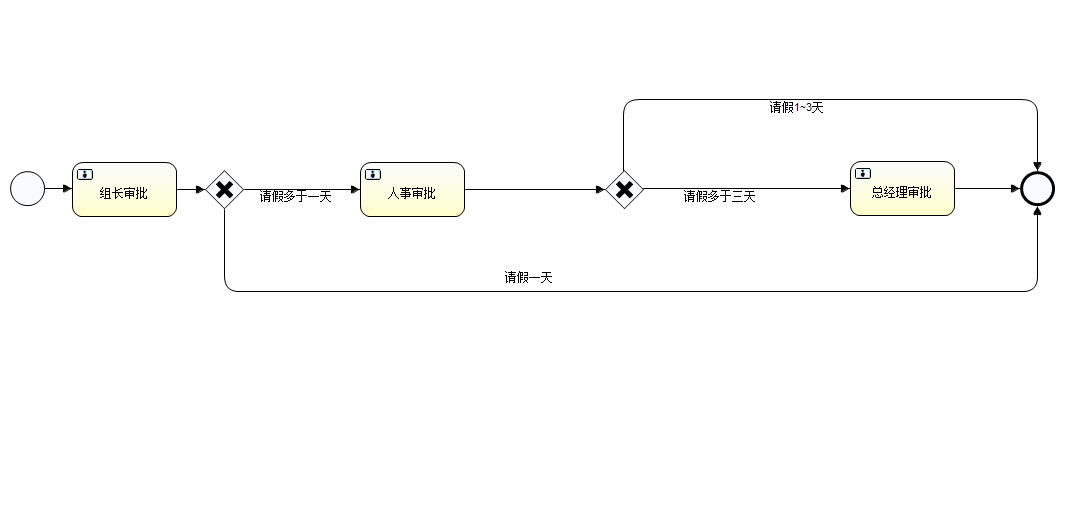 请假1~3天
组长审批
请假多于一天
人事审批
请假多于三天
总经理审批
请假一天